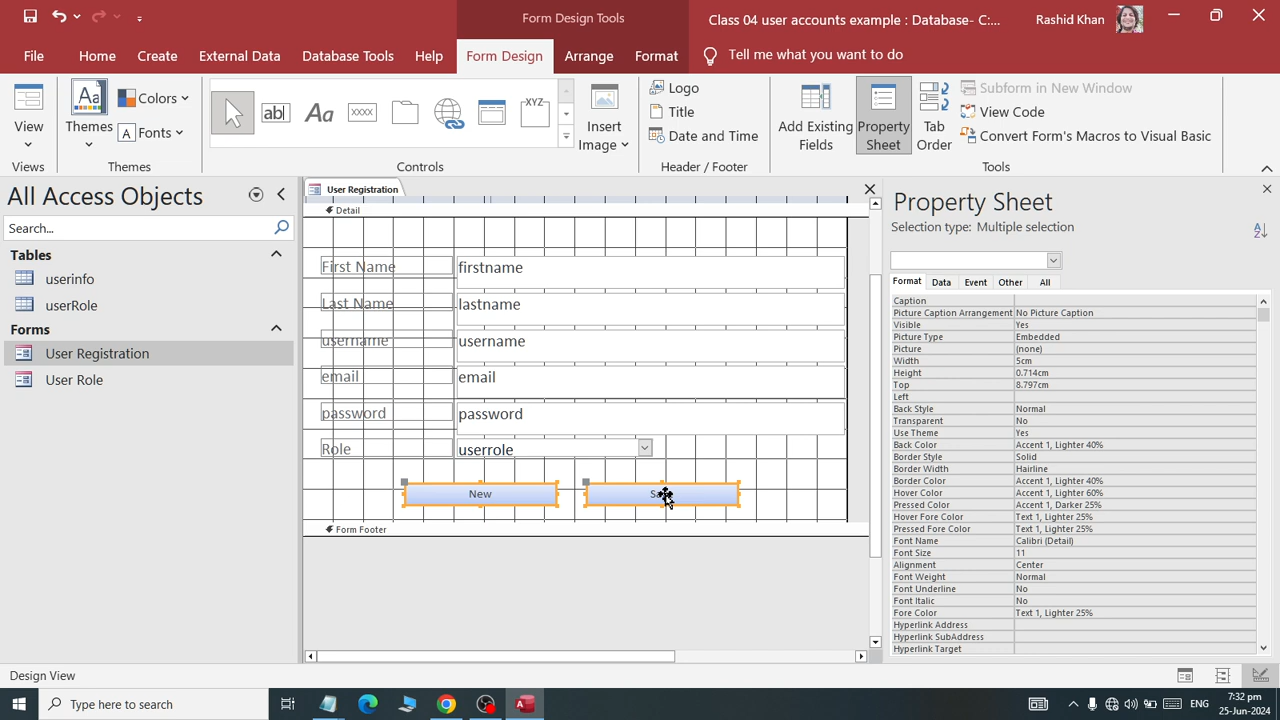 Form Design Tools
Class 04 user accounts example : Database- C:...
Rashid Khan
File
Home
Create
External Data
Database Tools
Help
Form Design
Arrange
Format
Tell me what you want to do
View
Views
Aa
Themes
Colors
A Fonts
Themes
ab
Aa
XXXX
XYZ
Controls
Insert
Image
Logo
Title
Date and Time
Header / Footer
Add Existing
Fields
Property
Sheet
Tab
Order
Subform in New Window
View Code
Convert Form's Macros to Visual Basic
Tools
All Access Objects
Search...
Tables
userinfo
userRole
Forms
User Registration
User Role
User Registration
Detail
First Name
firstname
Last Name
lastname
username
username
email
email
password
password
Role
userrole
New
Form Footer
Property Sheet
Selection type: Multiple selection
Format
Data
Event
Other
All
Caption
Picture Caption Arrangement No Picture Caption
Visible Yes
Picture Type Embedded
Picture (none)
Width 5cm
Height 0.714cm
Top 8.797cm
Left
Back Style Normal
Transparent No
Use Theme Yes
Back Color Accent 1, Lighter 40%
Border Style Solid
Border Width Hairline
Border Color Accent 1, Lighter 40%
Hover Color Accent 1, Lighter 60%
Pressed Color Accent 1, Darker 25%
Hover Fore Color Text 1, Lighter 25%
Pressed Fore Color Text 1, Lighter 25%
Font Name Calibri (Detail)
Font Size 11
Alignment Center
Font Weight Normal
Font Underline No
Font Italic No
Fore Color Text 1, Lighter 25%
Hyperlink Address
Hyperlink SubAddress
Hyperlink Target
Design View
Type here to search
ENG
7:32 pm
25-Jun-2024